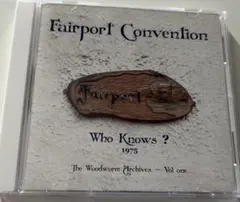 Fairport Convention
Fairport
Who Knows ?
1975
The Woodworm Archives - Vol one